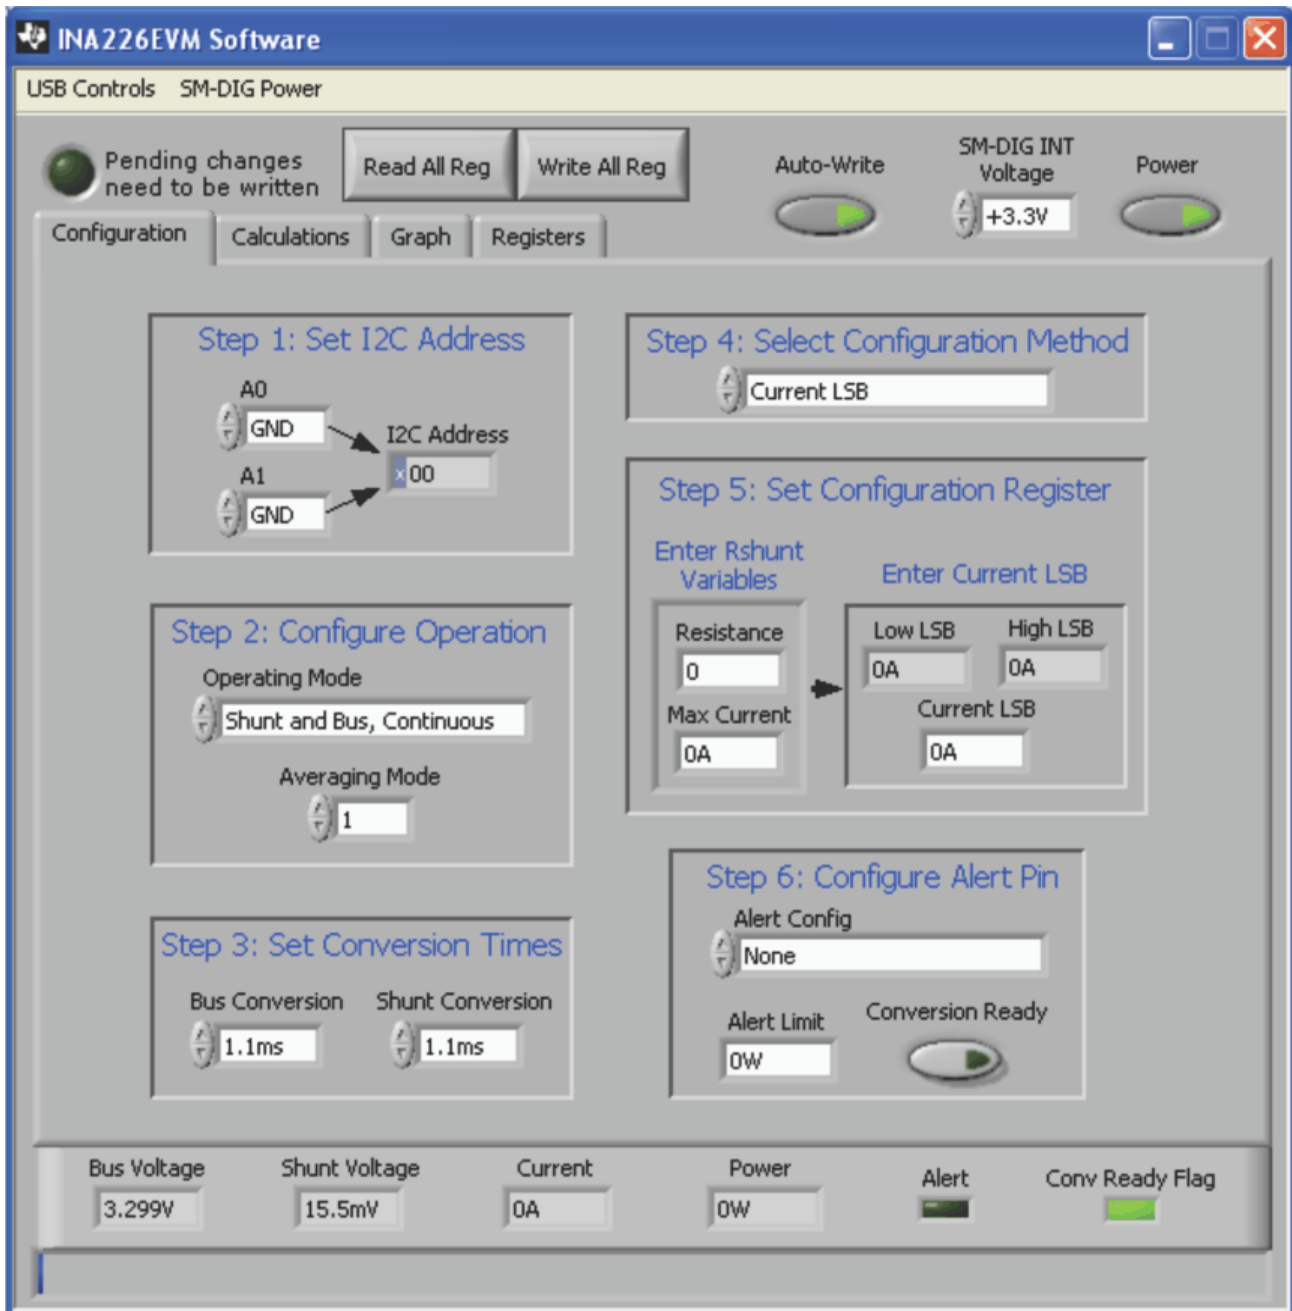 INA226EVM Software
USB Controls SM-DIG Power
Pending changes
need to be written
Read All Reg
Write All Reg
Auto-Write
SM-DIG INT
Voltage
+3.3V
Power
Configuration
Calculations
Graph
Registers
Step 1: Set I2C Address
A0
GND
I2C Address
x00
A1
GND
Step 2: Configure Operation
Operating Mode
Shunt and Bus, Continuous
Averaging Mode
1
Step 3: Set Conversion Times
Bus Conversion
1.1ms
Shunt Conversion
1.1ms
Step 4: Select Configuration Method
Current LSB
Step 5: Set Configuration Register
Enter Rshunt
Variables
Resistance
0
Max Current
0A
Enter Current LSB
Low LSB
0A
High LSB
0A
Current LSB
0A
Step 6: Configure Alert Pin
Alert Config
None
Alert Limit
0W
Conversion Ready
Bus Voltage
3.299V
Shunt Voltage
15.5mV
Current
0A
Power
0W
Alert
Conv Ready Flag